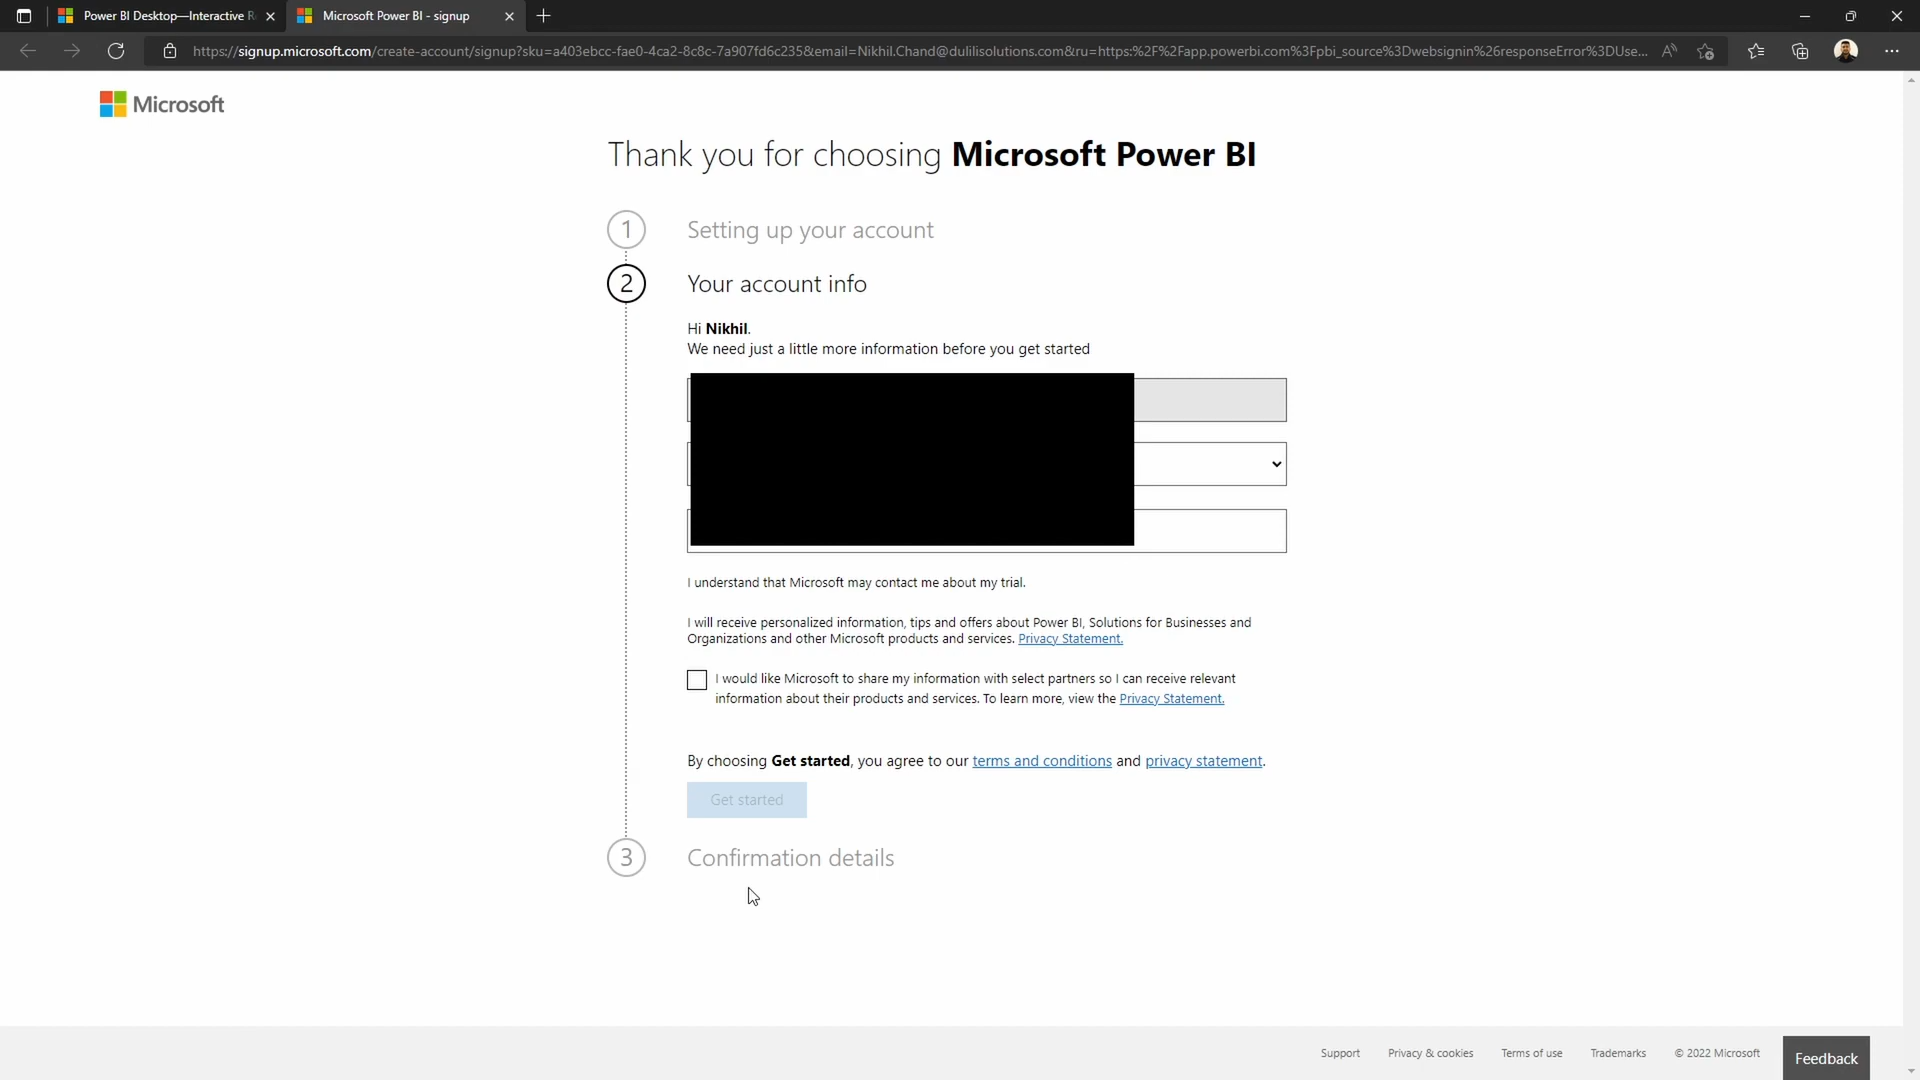 Power BI Desktop—Interactive R
Microsoft Power BI - signup
https://signup.microsoft.com/create-account/signup?sku=a403ebcc-fae0-4ca2-8c8c-7a907fd6c235&email=Nikhil.Chand@dulilisolutions.com&ru=https:%2F%2Fapp.powerbi.com%3Fpbi_source%3Dwebsignin%26responseError%3DUse...
Microsoft
Thank you for choosing Microsoft Power BI
1 Setting up your account
2 Your account info
Hi Nikhil.
We need just a little more information before you get started
I understand that Microsoft may contact me about my trial.
I will receive personalized information, tips and offers about Power BI, Solutions for Businesses and
Organizations and other Microsoft products and services. Privacy Statement.
I would like Microsoft to share my information with select partners so I can receive relevant
information about their products and services. To learn more, view the Privacy Statement.
By choosing Get started, you agree to our terms and conditions and privacy statement.
Get started
3 Confirmation details
Support Privacy & cookies Terms of use Trademarks © 2022 Microsoft Feedback